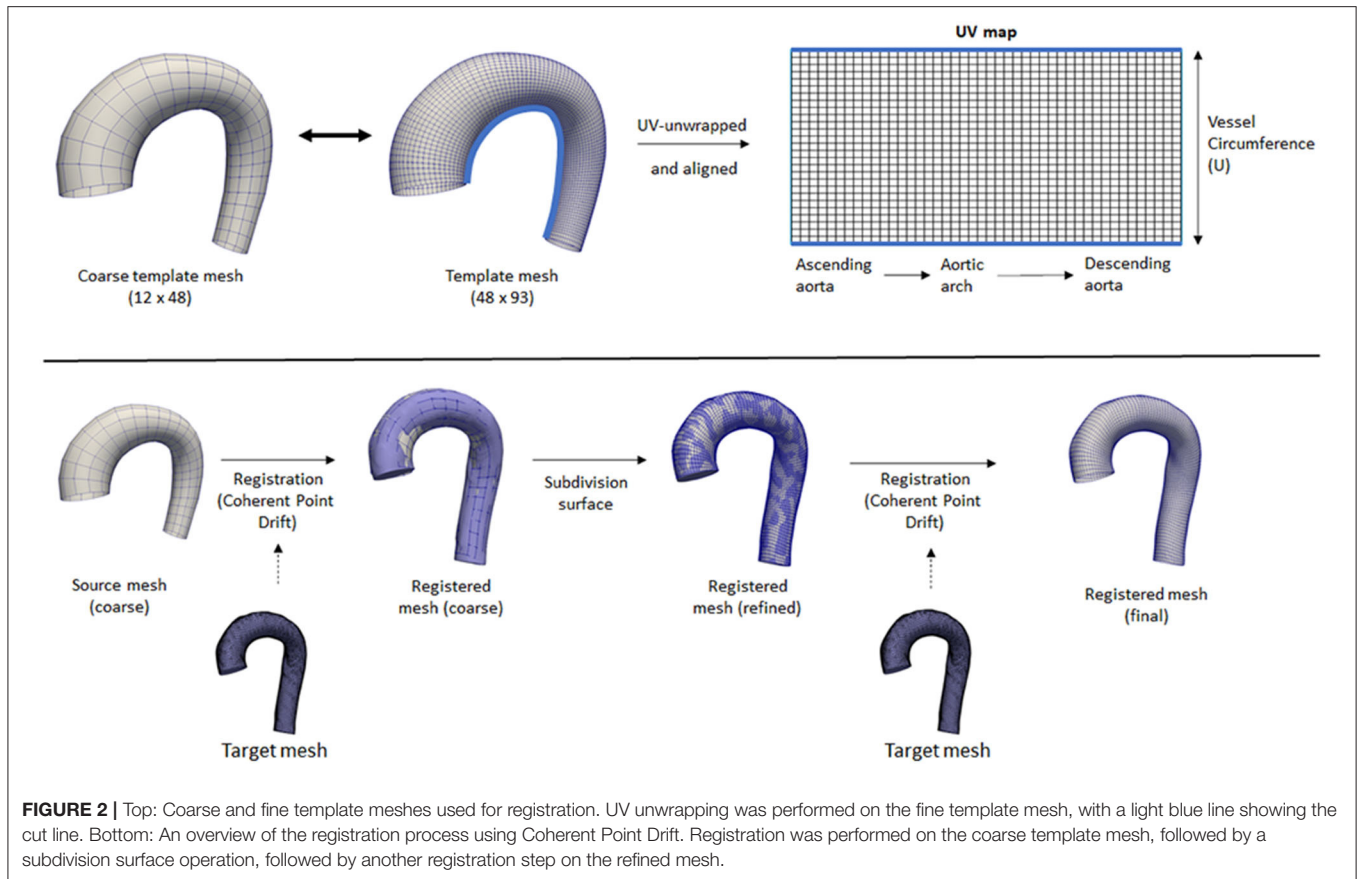 UV map
UV-unwrapped
and aligned
Vessel
Circumference
(U)
Coarse template mesh
(12 x 48)
Template mesh
(48 x 93)
Ascending
aorta
Aortic
arch
Descending
aorta
Source mesh
(coarse)
Registration
(Coherent Point
Drift)
Target mesh
Registered
mesh (coarse)
Subdivision
surface
Registered
mesh (refined)
Registration
(Coherent Point
Drift)
Target mesh
Registered mesh
(final)
FIGURE 2 | Top: Coarse and fine template meshes used for registration. UV unwrapping was performed on the fine template mesh, with a light blue line showing the
cut line. Bottom: An overview of the registration process using Coherent Point Drift. Registration was performed on the coarse template mesh, followed by a
subdivision surface operation, followed by another registration step on the refined mesh.